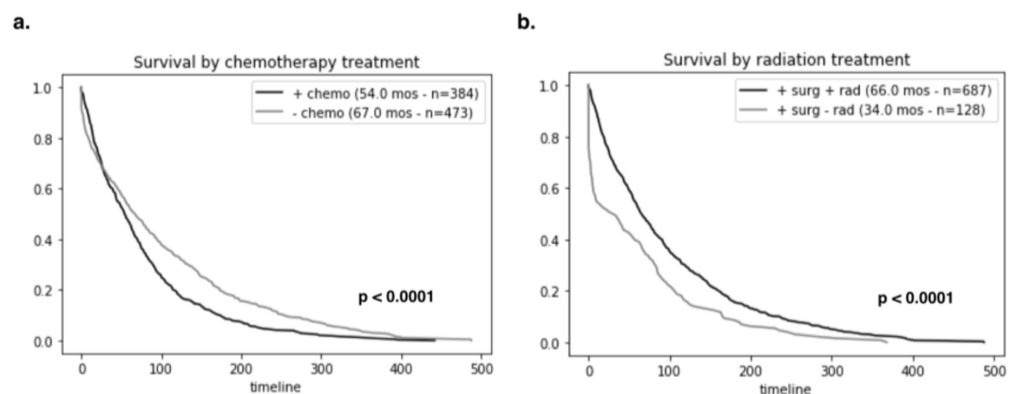 a.
Survival by chemotherapy treatment
+ chemo (54.0 mos - n=384)
- chemo (67.0 mos - n=473)
1.0
0.8
0.6
0.4
0.2
0.0
p < 0.0001
0 100 200 300 400 500
timeline
b.
Survival by radiation treatment
+ surg + rad (66.0 mos - n=687)
+ surg - rad (34.0 mos - n=128)
1.0
0.8
0.6
0.4
0.2
0.0
p < 0.0001
0 100 200 300 400 500
timeline